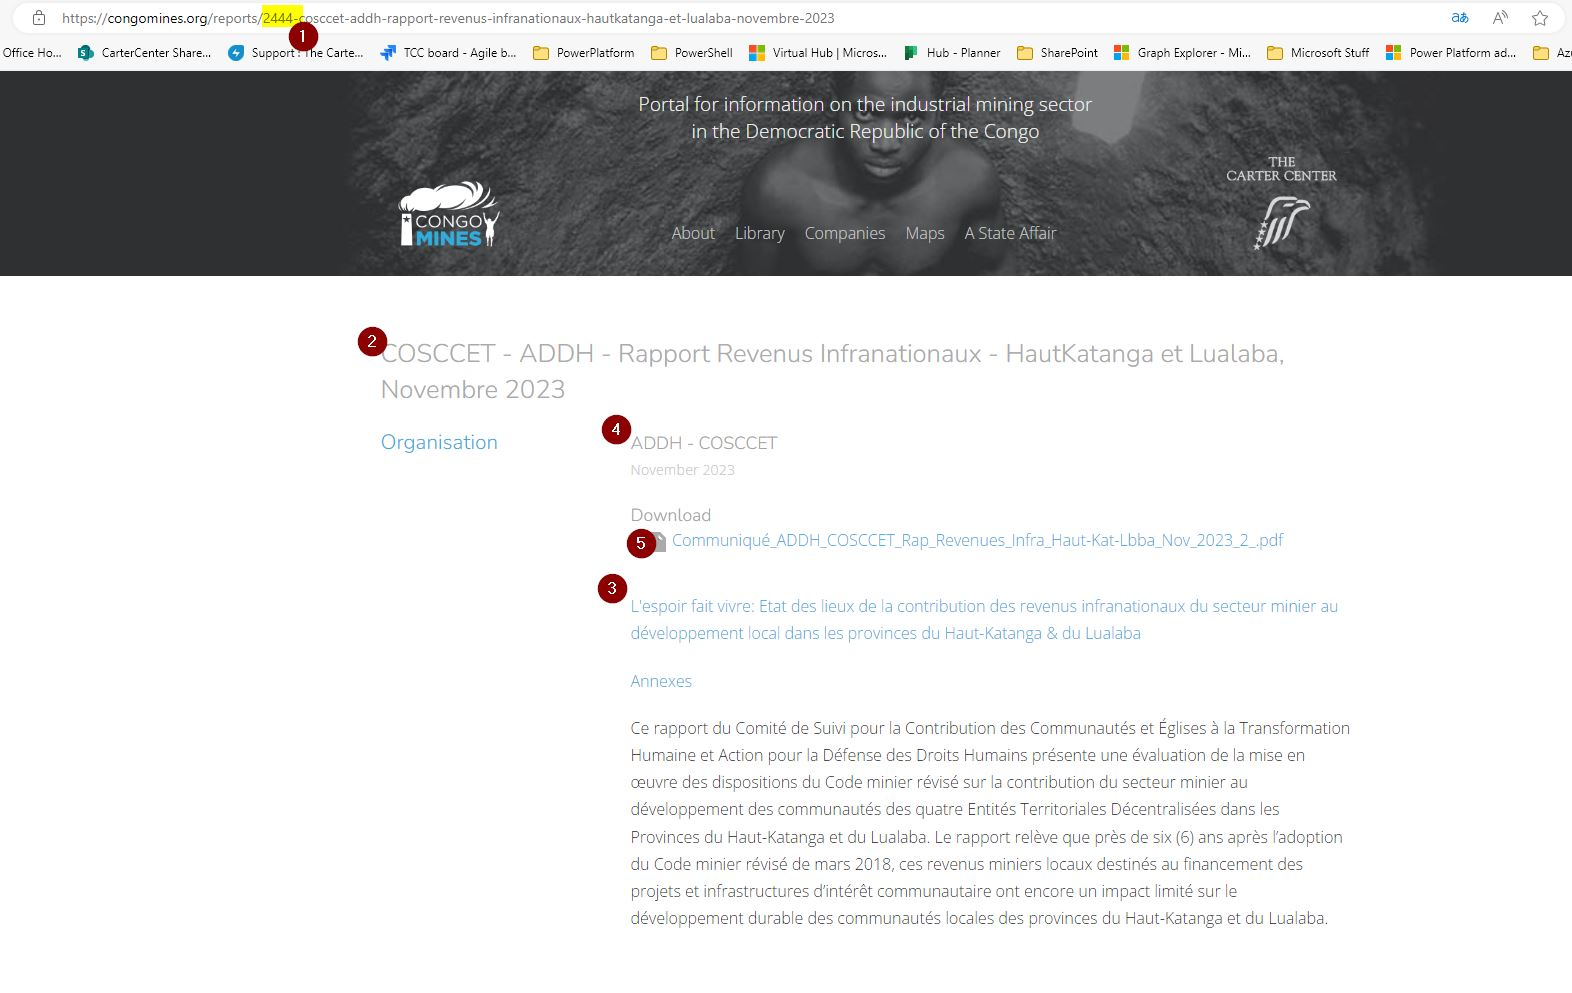 https://congomines.org/reports/2444-cosccet-addh-rapport-revenus-infranationaux-hautkatanga-et-lualaba-novembre-2023
1
Office Ho... CarterCenter Share... Support : The Carte... TCC board - Agile b... PowerPlatform PowerShell Virtual Hub | Micros... Hub - Planner SharePoint Graph Explorer - Mi... Microsoft Stuff Power Platform ad... Az
Portal for information on the industrial mining sector
in the Democratic Republic of the Congo
CONGO
MINES
THE
CARTER CENTER
About Library Companies Maps A State Affair
2
COSCCET - ADDH - Rapport Revenus Infranationaux - HautKatanga et Lualaba,
Novembre 2023
Organisation
4
ADDH - COSCCET
November 2023
Download
5
Communiqué_ADDH_COSCCET_Rap_Revenues_Infra_Haut-Kat-Lbba_Nov_2023_2_.pdf
3
L'espoir fait vivre: Etat des lieux de la contribution des revenus infranationaux du secteur minier au
développement local dans les provinces du Haut-Katanga & du Lualaba
Annexes
Ce rapport du Comité de Suivi pour la Contribution des Communautés et Églises à la Transformation
Humaine et Action pour la Défense des Droits Humains présente une évaluation de la mise en
œuvre des dispositions du Code minier révisé sur la contribution du secteur minier au
développement des communautés des quatre Entités Territoriales Décentralisées dans les
Provinces du Haut-Katanga et du Lualaba. Le rapport relève que près de six (6) ans après l’adoption
du Code minier révisé de mars 2018, ces revenus miniers locaux destinés au financement des
projets et infrastructures d’intérêt communautaire ont encore un impact limité sur le
développement durable des communautés locales des provinces du Haut-Katanga et du Lualaba.